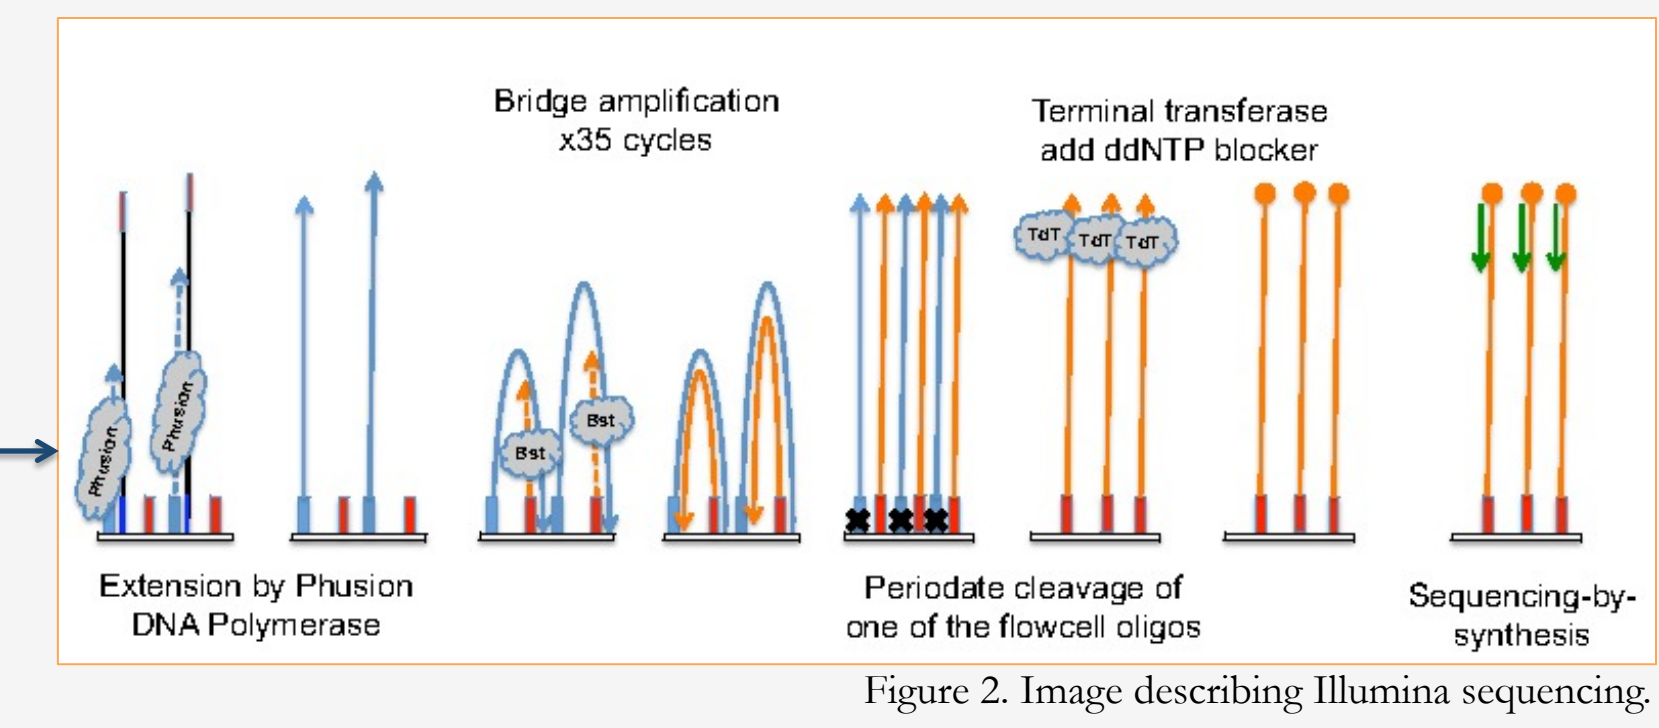 Bridge amplification
x35 cycles
Terminal transferase
add ddNTP blocker
Phusion
Phusion
Bst
Bst
TdT
TdT
TdT
Extension by Phusion
DNA Polymerase
Periodate cleavage of
one of the flowcell oligos
Sequencing-by-
synthesis
Figure 2. Image describing Illumina sequencing.